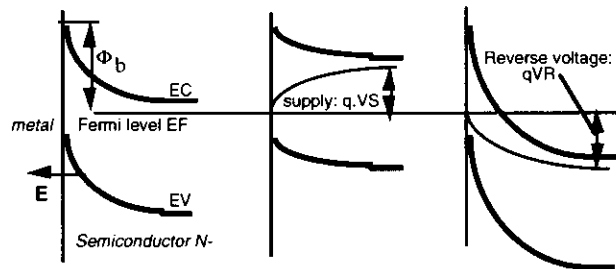 Φb
EC
metal
Fermi level EF
E
EV
Semiconductor N-
supply: q.VS
Reverse voltage:
qVR